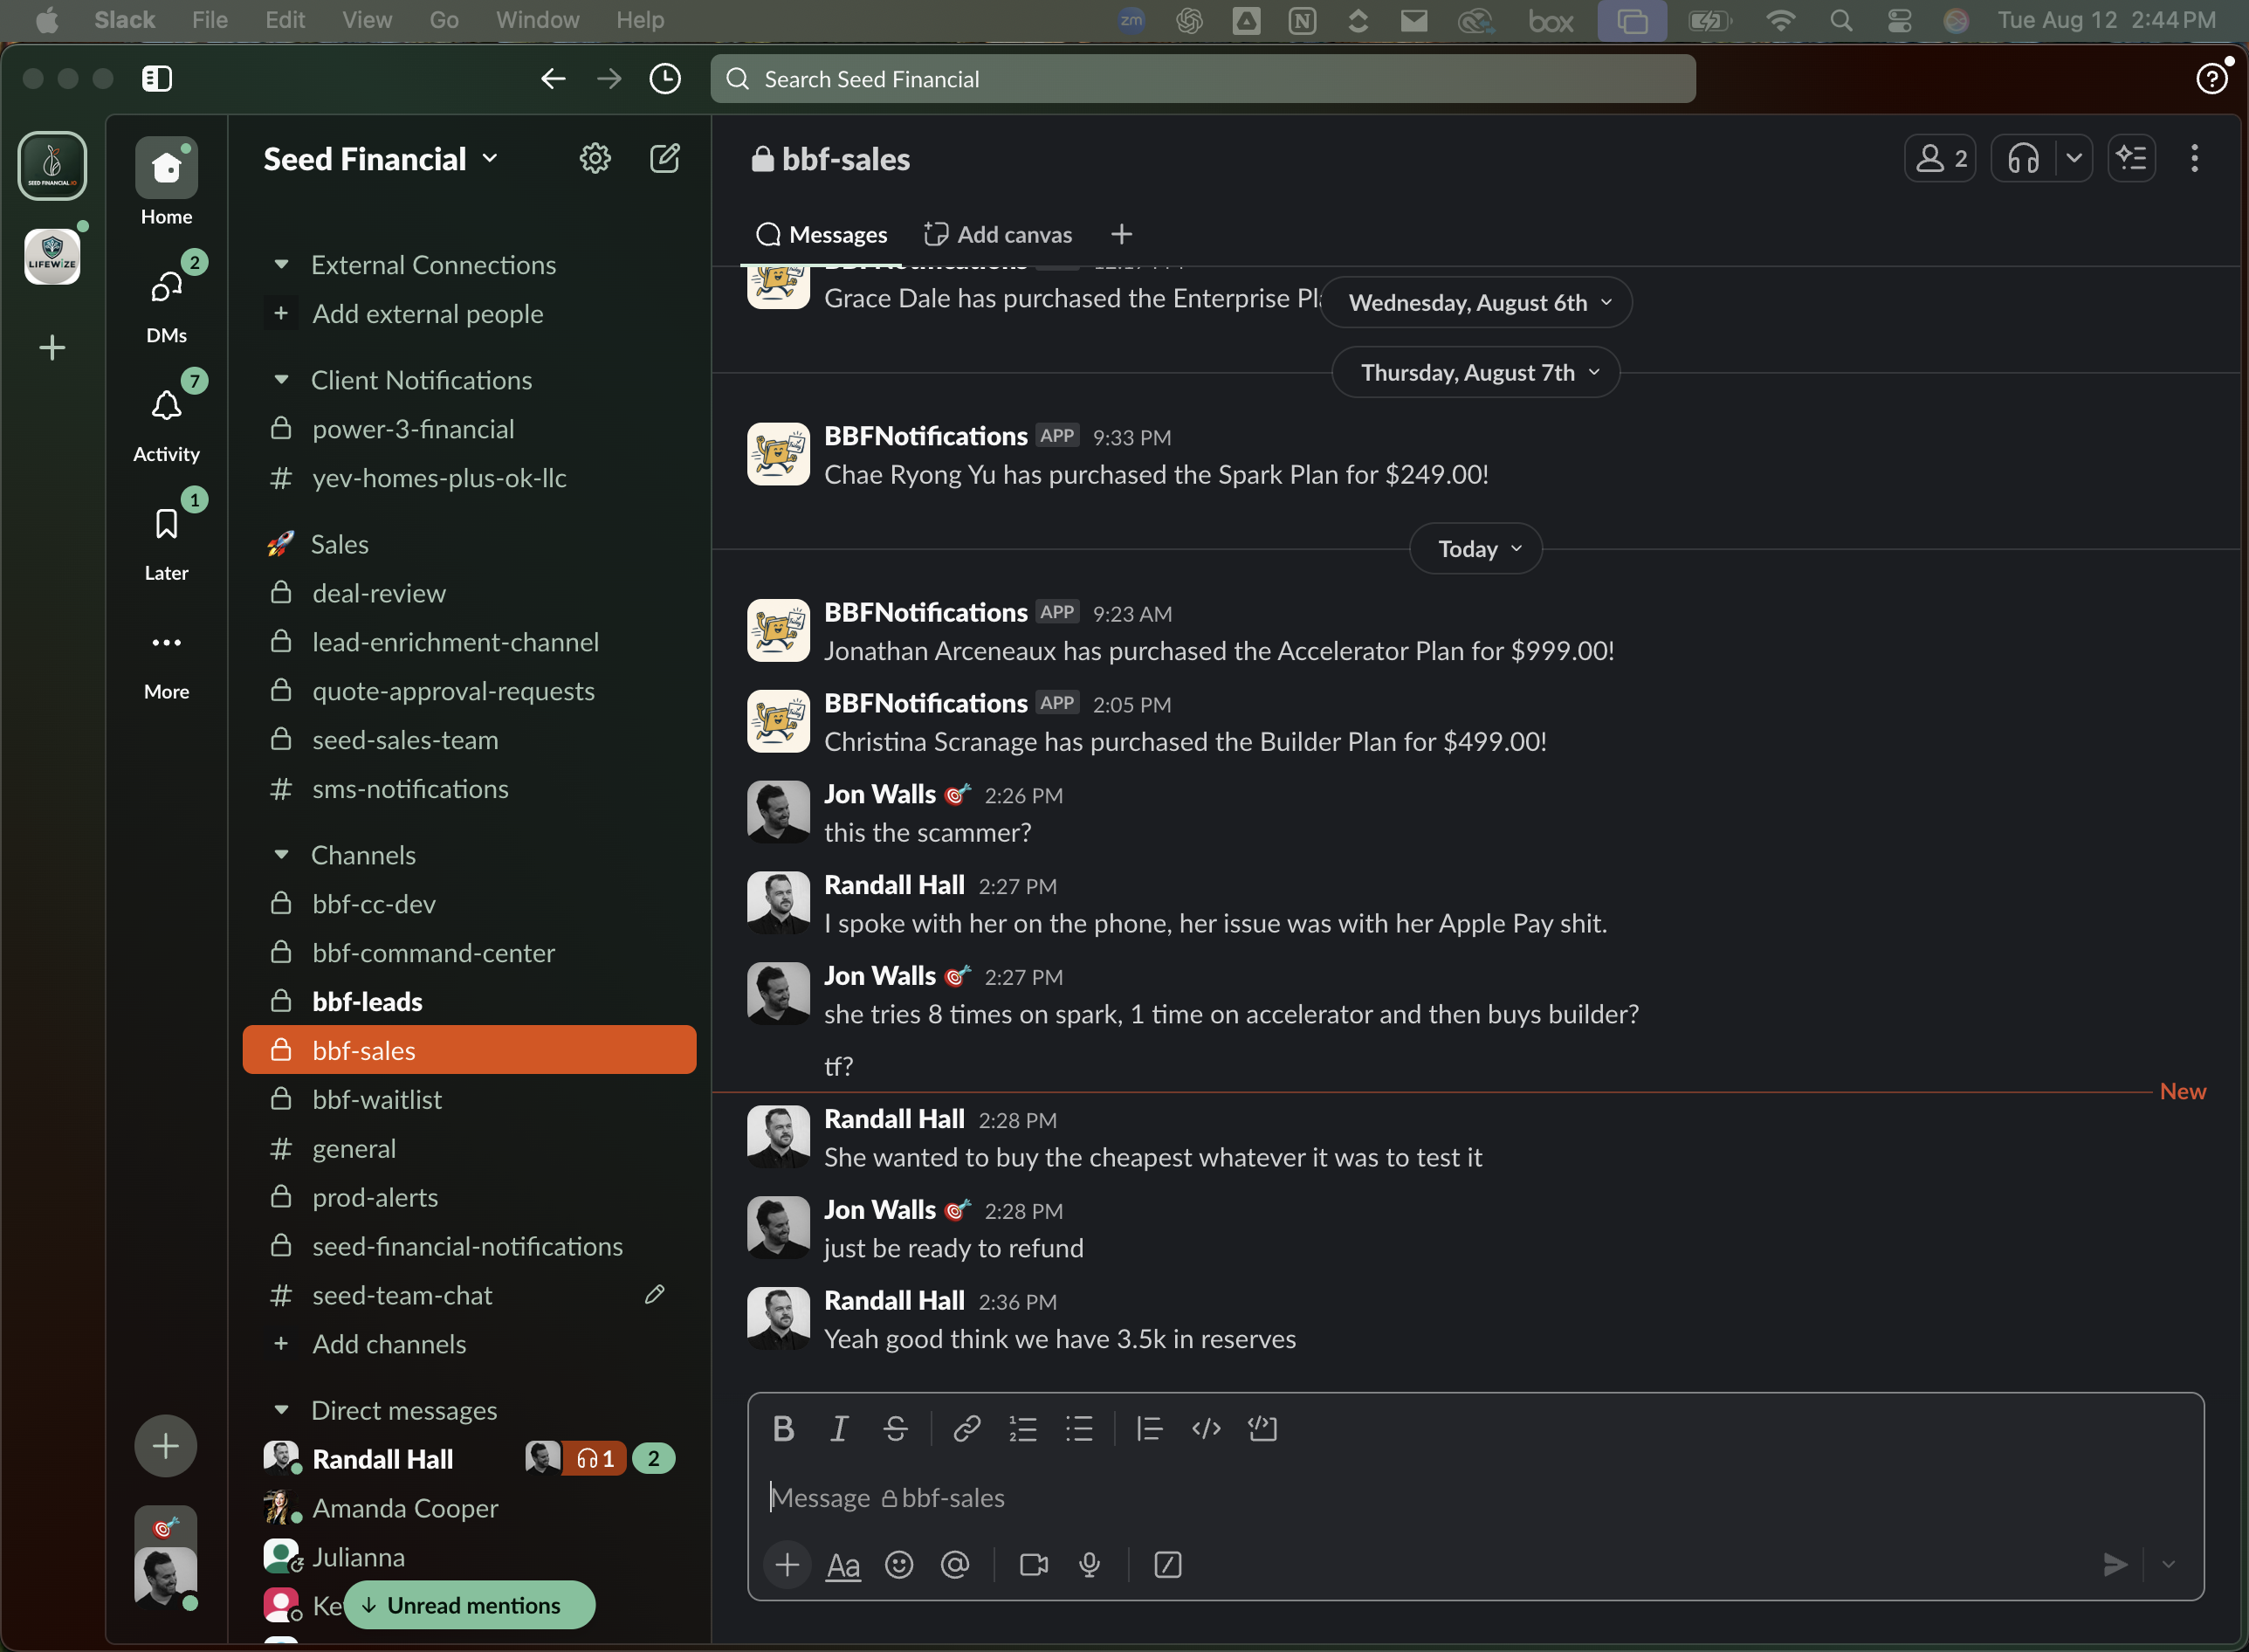 Slack File Edit View Go Window Help zm box Tue Aug 12 2:44 PM
Search Seed Financial
SEED FINANCIAL.IO
LIFEWIZE
Home
2
DMs
7
Activity
1
Later
More
Seed Financial
External Connections
Add external people
Client Notifications
power-3-financial
yev-homes-plus-ok-llc
Sales
deal-review
lead-enrichment-channel
quote-approval-requests
seed-sales-team
sms-notifications
Channels
bbf-cc-dev
bbf-command-center
bbf-leads
bbf-sales
bbf-waitlist
general
prod-alerts
seed-financial-notifications
seed-team-chat
Add channels
Direct messages
Randall Hall 1 2
Amanda Cooper
Julianna
Ke
Unread mentions
bbf-sales
2
Messages Add canvas
Grace Dale has purchased the Enterprise
Wednesday, August 6th
Thursday, August 7th
BBFNotifications APP 9:33 PM
Chae Ryong Yu has purchased the Spark Plan for $249.00!
Today
BBFNotifications APP 9:23 AM
Jonathan Arceneaux has purchased the Accelerator Plan for $999.00!
BBFNotifications APP 2:05 PM
Christina Scranage has purchased the Builder Plan for $499.00!
Jon Walls 🎯 2:26 PM
this the scammer?
Randall Hall 2:27 PM
I spoke with her on the phone, her issue was with her Apple Pay shit.
Jon Walls 🎯 2:27 PM
she tries 8 times on spark, 1 time on accelerator and then buys builder?
tf?
New
Randall Hall 2:28 PM
She wanted to buy the cheapest whatever it was to test it
Jon Walls 🎯 2:28 PM
just be ready to refund
Randall Hall 2:36 PM
Yeah good think we have 3.5k in reserves
Message bbf-sales
Aa